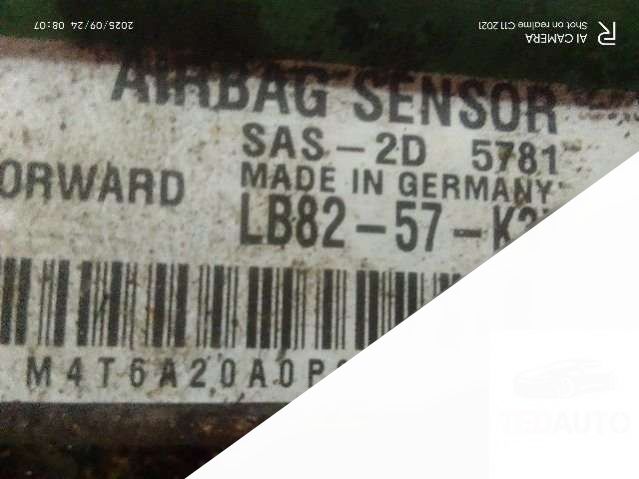 2025/09/24 08:07
AI CAMERA
Shot on realme C11 2021
AIRBAG SENSOR
SAS-2D 5781
ORWARD
MADE IN GERMANY
LB82-57-K
M4T6A20A0P
TEDAUTO